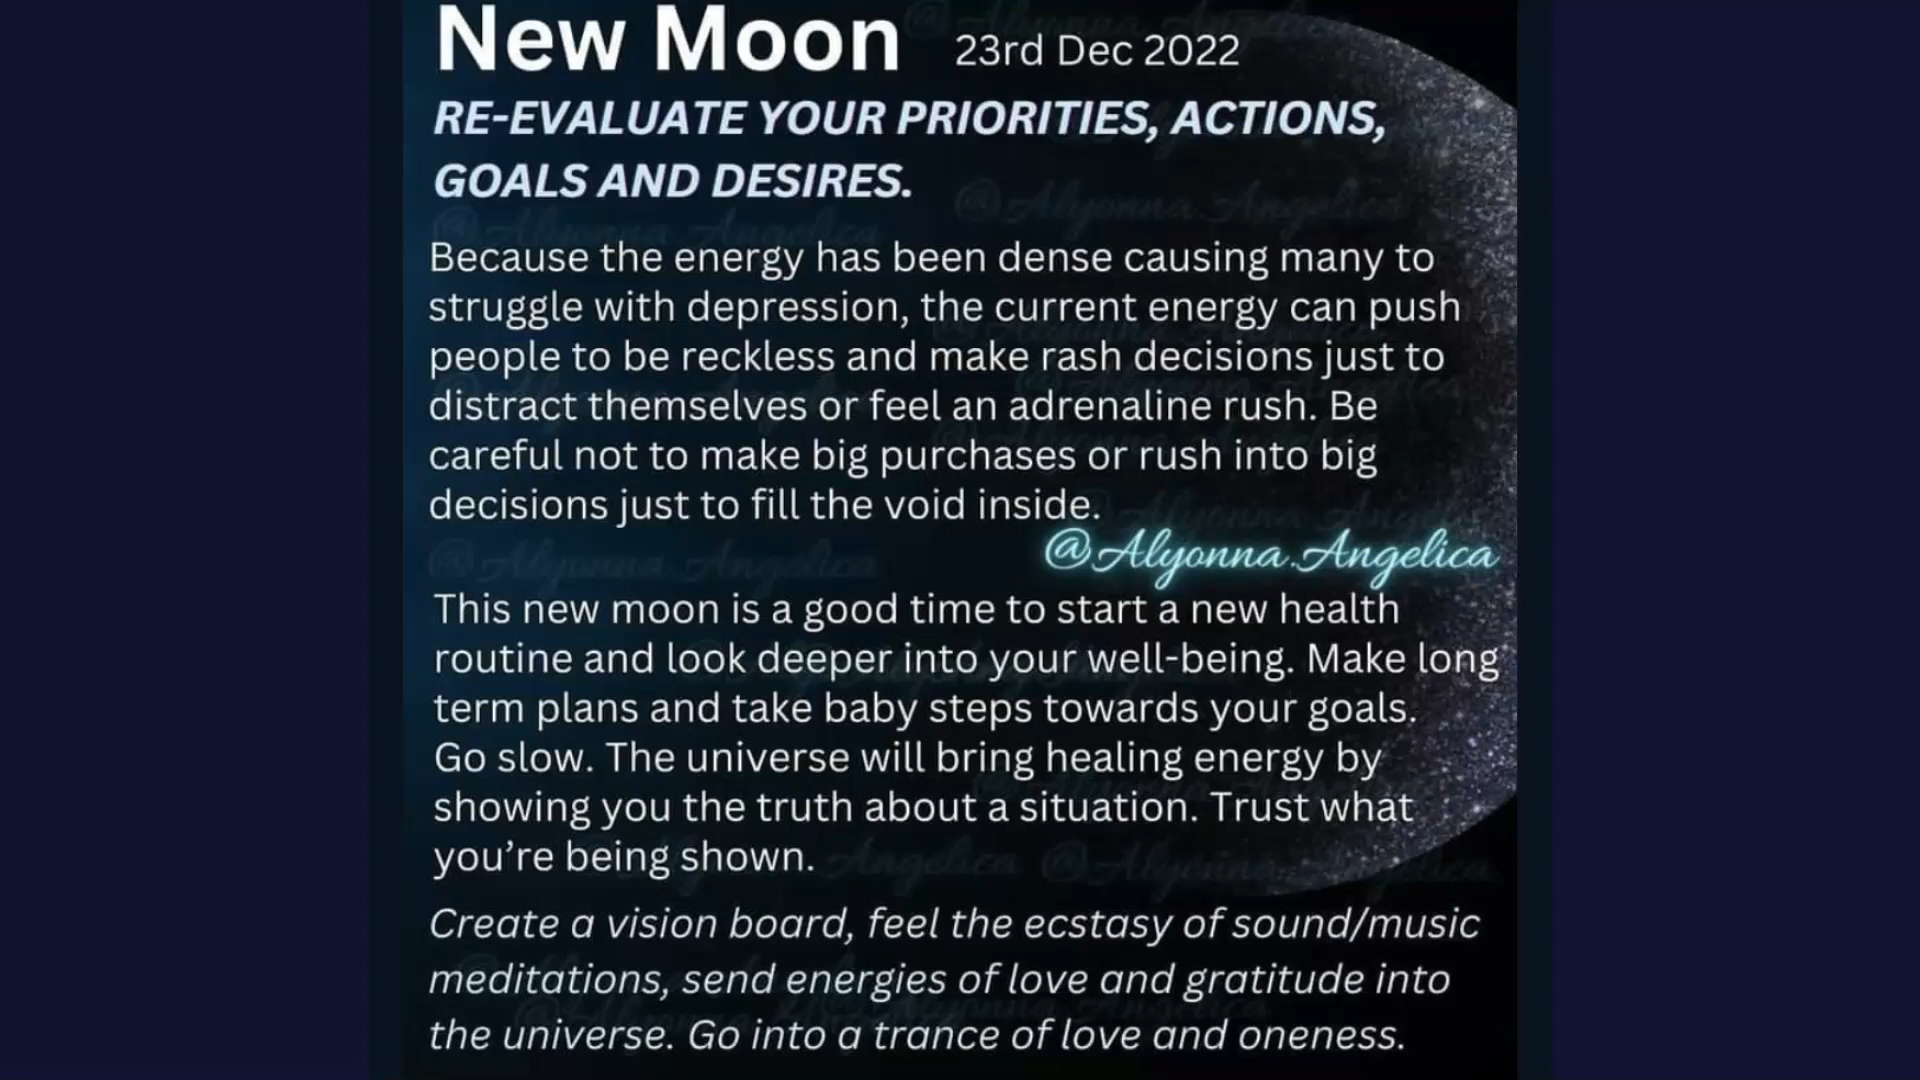 New Moon 23rd Dec 2022
RE-EVALUATE YOUR PRIORITIES, ACTIONS,
GOALS AND DESIRES.
Because the energy has been dense causing many to
struggle with depression, the current energy can push
people to be reckless and make rash decisions just to
distract themselves or feel an adrenaline rush. Be
careful not to make big purchases or rush into big
decisions just to fill the void inside.
@Alyonna.Angelica
This new moon is a good time to start a new health
routine and look deeper into your well-being. Make long
term plans and take baby steps towards your goals.
Go slow. The universe will bring healing energy by
showing you the truth about a situation. Trust what
you're being shown.
Create a vision board, feel the ecstasy of sound/music
meditations, send energies of love and gratitude into
the universe. Go into a trance of love and oneness.